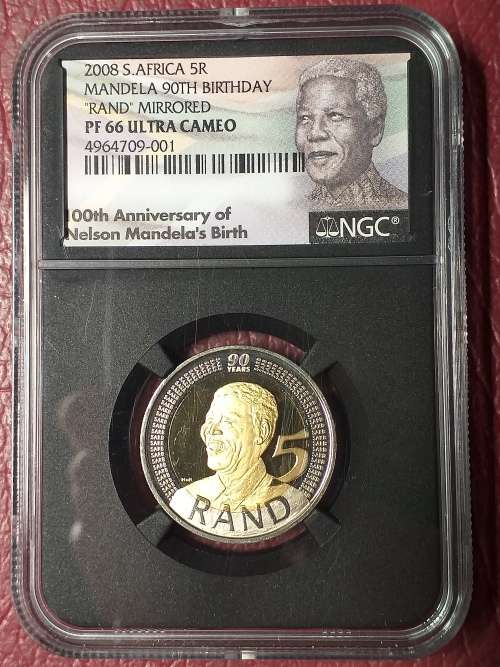 2008 S.AFRICA 5R
MANDELA 90TH BIRTHDAY
"RAND" MIRRORED
PF 66 ULTRA CAMEO
4964709-001
100th Anniversary of
Nelson Mandela's Birth
NGC®
90
YEARS
5
RAND